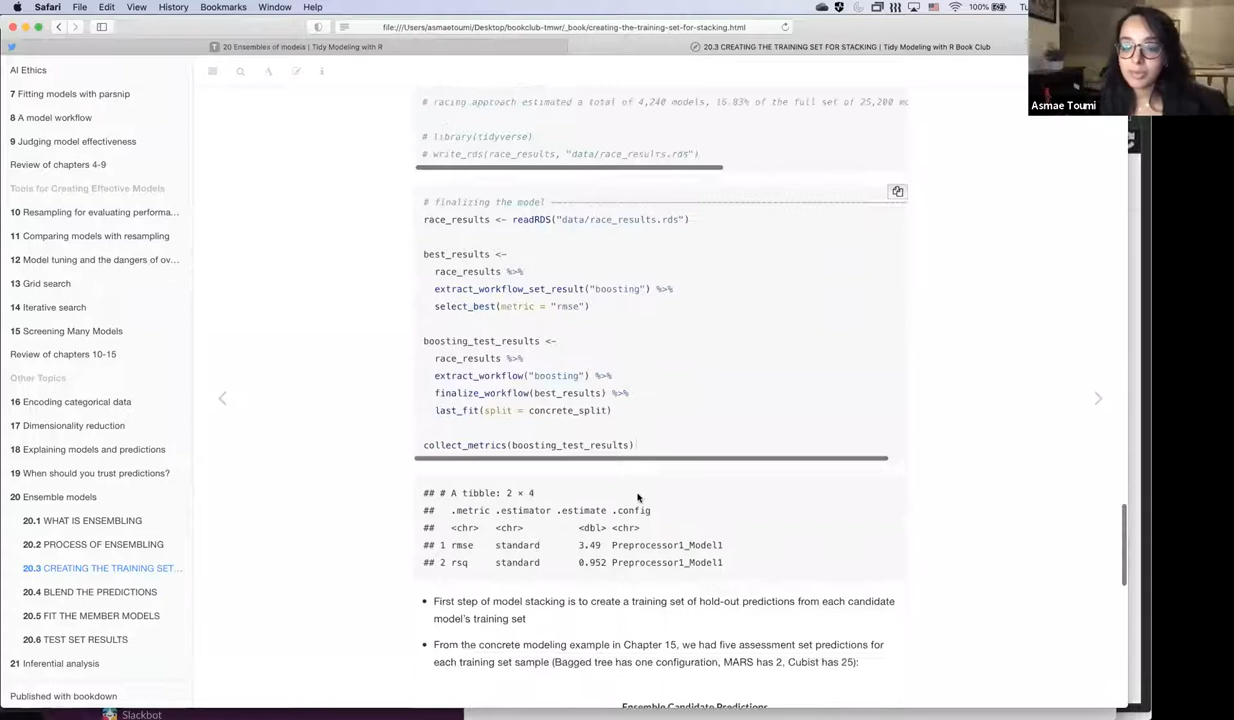 Safari File Edit View History Bookmarks Window Help 100% Tu
file:///Users/asmaetoumi/Desktop/bookclub-tmwr/_book/creating-the-training-set-for-stacking.html
20 Ensembles of models | Tidy Modeling with R
20.3 CREATING THE TRAINING SET FOR STACKING | Tidy Modeling with R Book Club
Asmae Toumi
AI Ethics
7 Fitting models with parsnip
8 A model workflow
9 Judging model effectiveness
Review of chapters 4-9
Tools for Creating Effective Models
10 Resampling for evaluating performa...
11 Comparing models with resampling
12 Model tuning and the dangers of ov...
13 Grid search
14 Iterative search
15 Screening Many Models
Review of chapters 10-15
Other Topics
16 Encoding categorical data
17 Dimensionality reduction
18 Explaining models and predictions
19 When should you trust predictions?
20 Ensemble models
20.1 WHAT IS ENSEMBLING
20.2 PROCESS OF ENSEMBLING
20.3 CREATING THE TRAINING SET...
20.4 BLEND THE PREDICTIONS
20.5 FIT THE MEMBER MODELS
20.6 TEST SET RESULTS
21 Inferential analysis
Published with bookdown
Slackbot
# racing approach estimated a total of 4,240 models, 16.83% of the full set of 25,200 mo
# library(tidyverse)
# write_rds(race_results, "data/race_results.rds")
# finalizing the model
race_results <- readRDS("data/race_results.rds")
best_results <-
race_results %>%
extract_workflow_set_result("boosting") %>%
select_best(metric = "rmse")
boosting_test_results <-
race_results %>%
extract_workflow("boosting") %>%
finalize_workflow(best_results) %>%
last_fit(split = concrete_split)
collect_metrics(boosting_test_results)
## # A tibble: 2 × 4
## .metric .estimator .estimate .config
## <chr> <chr> <dbl> <chr>
## 1 rmse standard 3.49 Preprocessor1_Model1
## 2 rsq standard 0.952 Preprocessor1_Model1
• First step of model stacking is to create a training set of hold-out predictions from each candidate
model's training set
• From the concrete modeling example in Chapter 15, we had five assessment set predictions for
each training set sample (Bagged tree has one configuration, MARS has 2, Cubist has 25):
Ensemble Candidate Predictions